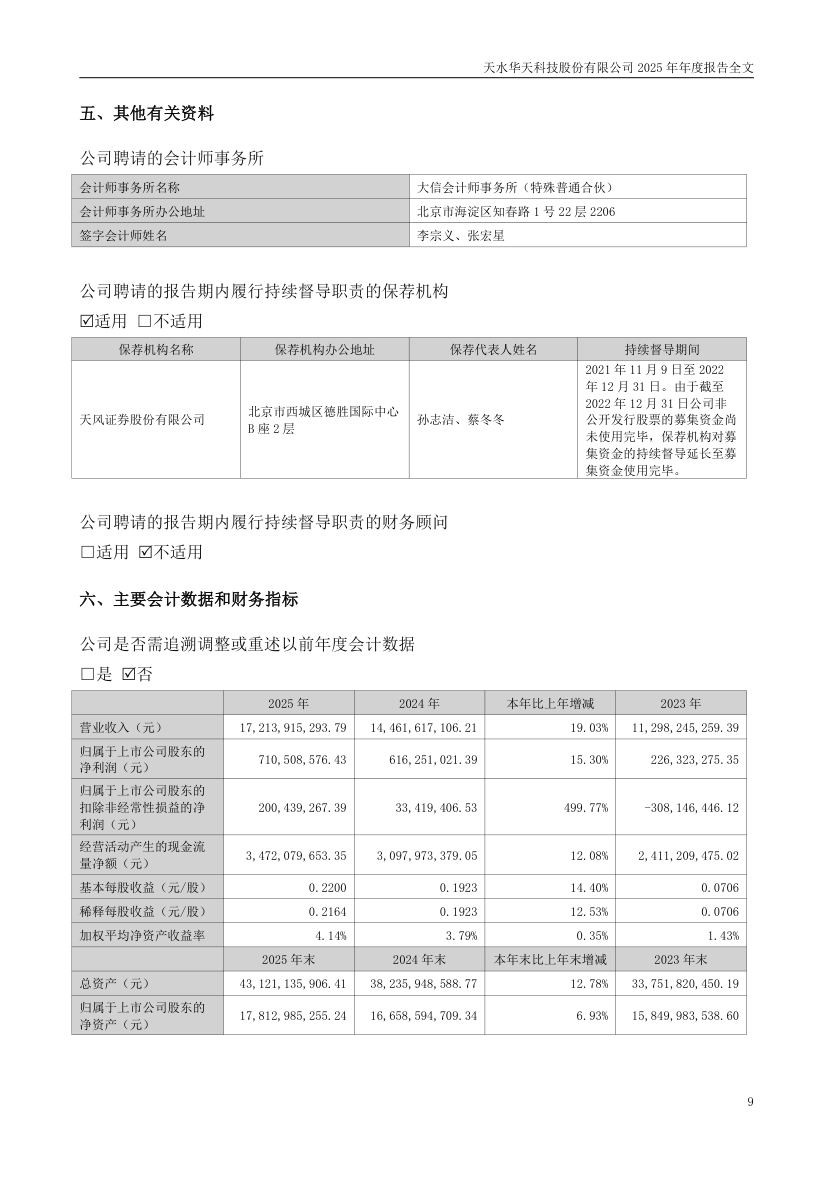 天水华天科技股份有限公司 2025 年年度报告全文
五、其他有关资料
公司聘请的会计师事务所
会计师事务所名称 大信会计师事务所（特殊普通合伙）
会计师事务所办公地址 北京市海淀区知春路 1 号 22 层 2206
签字会计师姓名 李宗义、张宏星
公司聘请的报告期内履行持续督导职责的保荐机构
☑适用 □不适用
保荐机构名称 保荐机构办公地址 保荐代表人姓名 持续督导期间
天风证券股份有限公司
北京市西城区德胜国际中心
B 座 2 层
孙志洁、蔡冬冬
2021 年 11 月 9 日至 2022
年 12 月 31 日。由于截至
2022 年 12 月 31 日公司非
公开发行股票的募集资金尚
未使用完毕，保荐机构对募
集资金的持续督导延长至募
集资金使用完毕。
公司聘请的报告期内履行持续督导职责的财务顾问
□适用 ☑不适用
六、主要会计数据和财务指标
公司是否需追溯调整或重述以前年度会计数据
□是 ☑否
2025 年 2024 年 本年比上年增减 2023 年
营业收入（元） 17,213,915,293.79 14,461,617,106.21 19.03% 11,298,245,259.39
归属于上市公司股东的
净利润（元）
710,508,576.43 616,251,021.39 15.30% 226,323,275.35
归属于上市公司股东的
扣除非经常性损益的净
利润（元）
200,439,267.39 33,419,406.53 499.77% -308,146,446.12
经营活动产生的现金流
量净额（元）
3,472,079,653.35 3,097,973,379.05 12.08% 2,411,209,475.02
基本每股收益（元/股） 0.2200 0.1923 14.40% 0.0706
稀释每股收益（元/股） 0.2164 0.1923 12.53% 0.0706
加权平均净资产收益率 4.14% 3.79% 0.35% 1.43%
2025 年末 2024 年末 本年末比上年末增减 2023 年末
总资产（元） 43,121,135,906.41 38,235,948,588.77 12.78% 33,751,820,450.19
归属于上市公司股东的
净资产（元）
17,812,985,255.24 16,658,594,709.34 6.93% 15,849,983,538.60
9